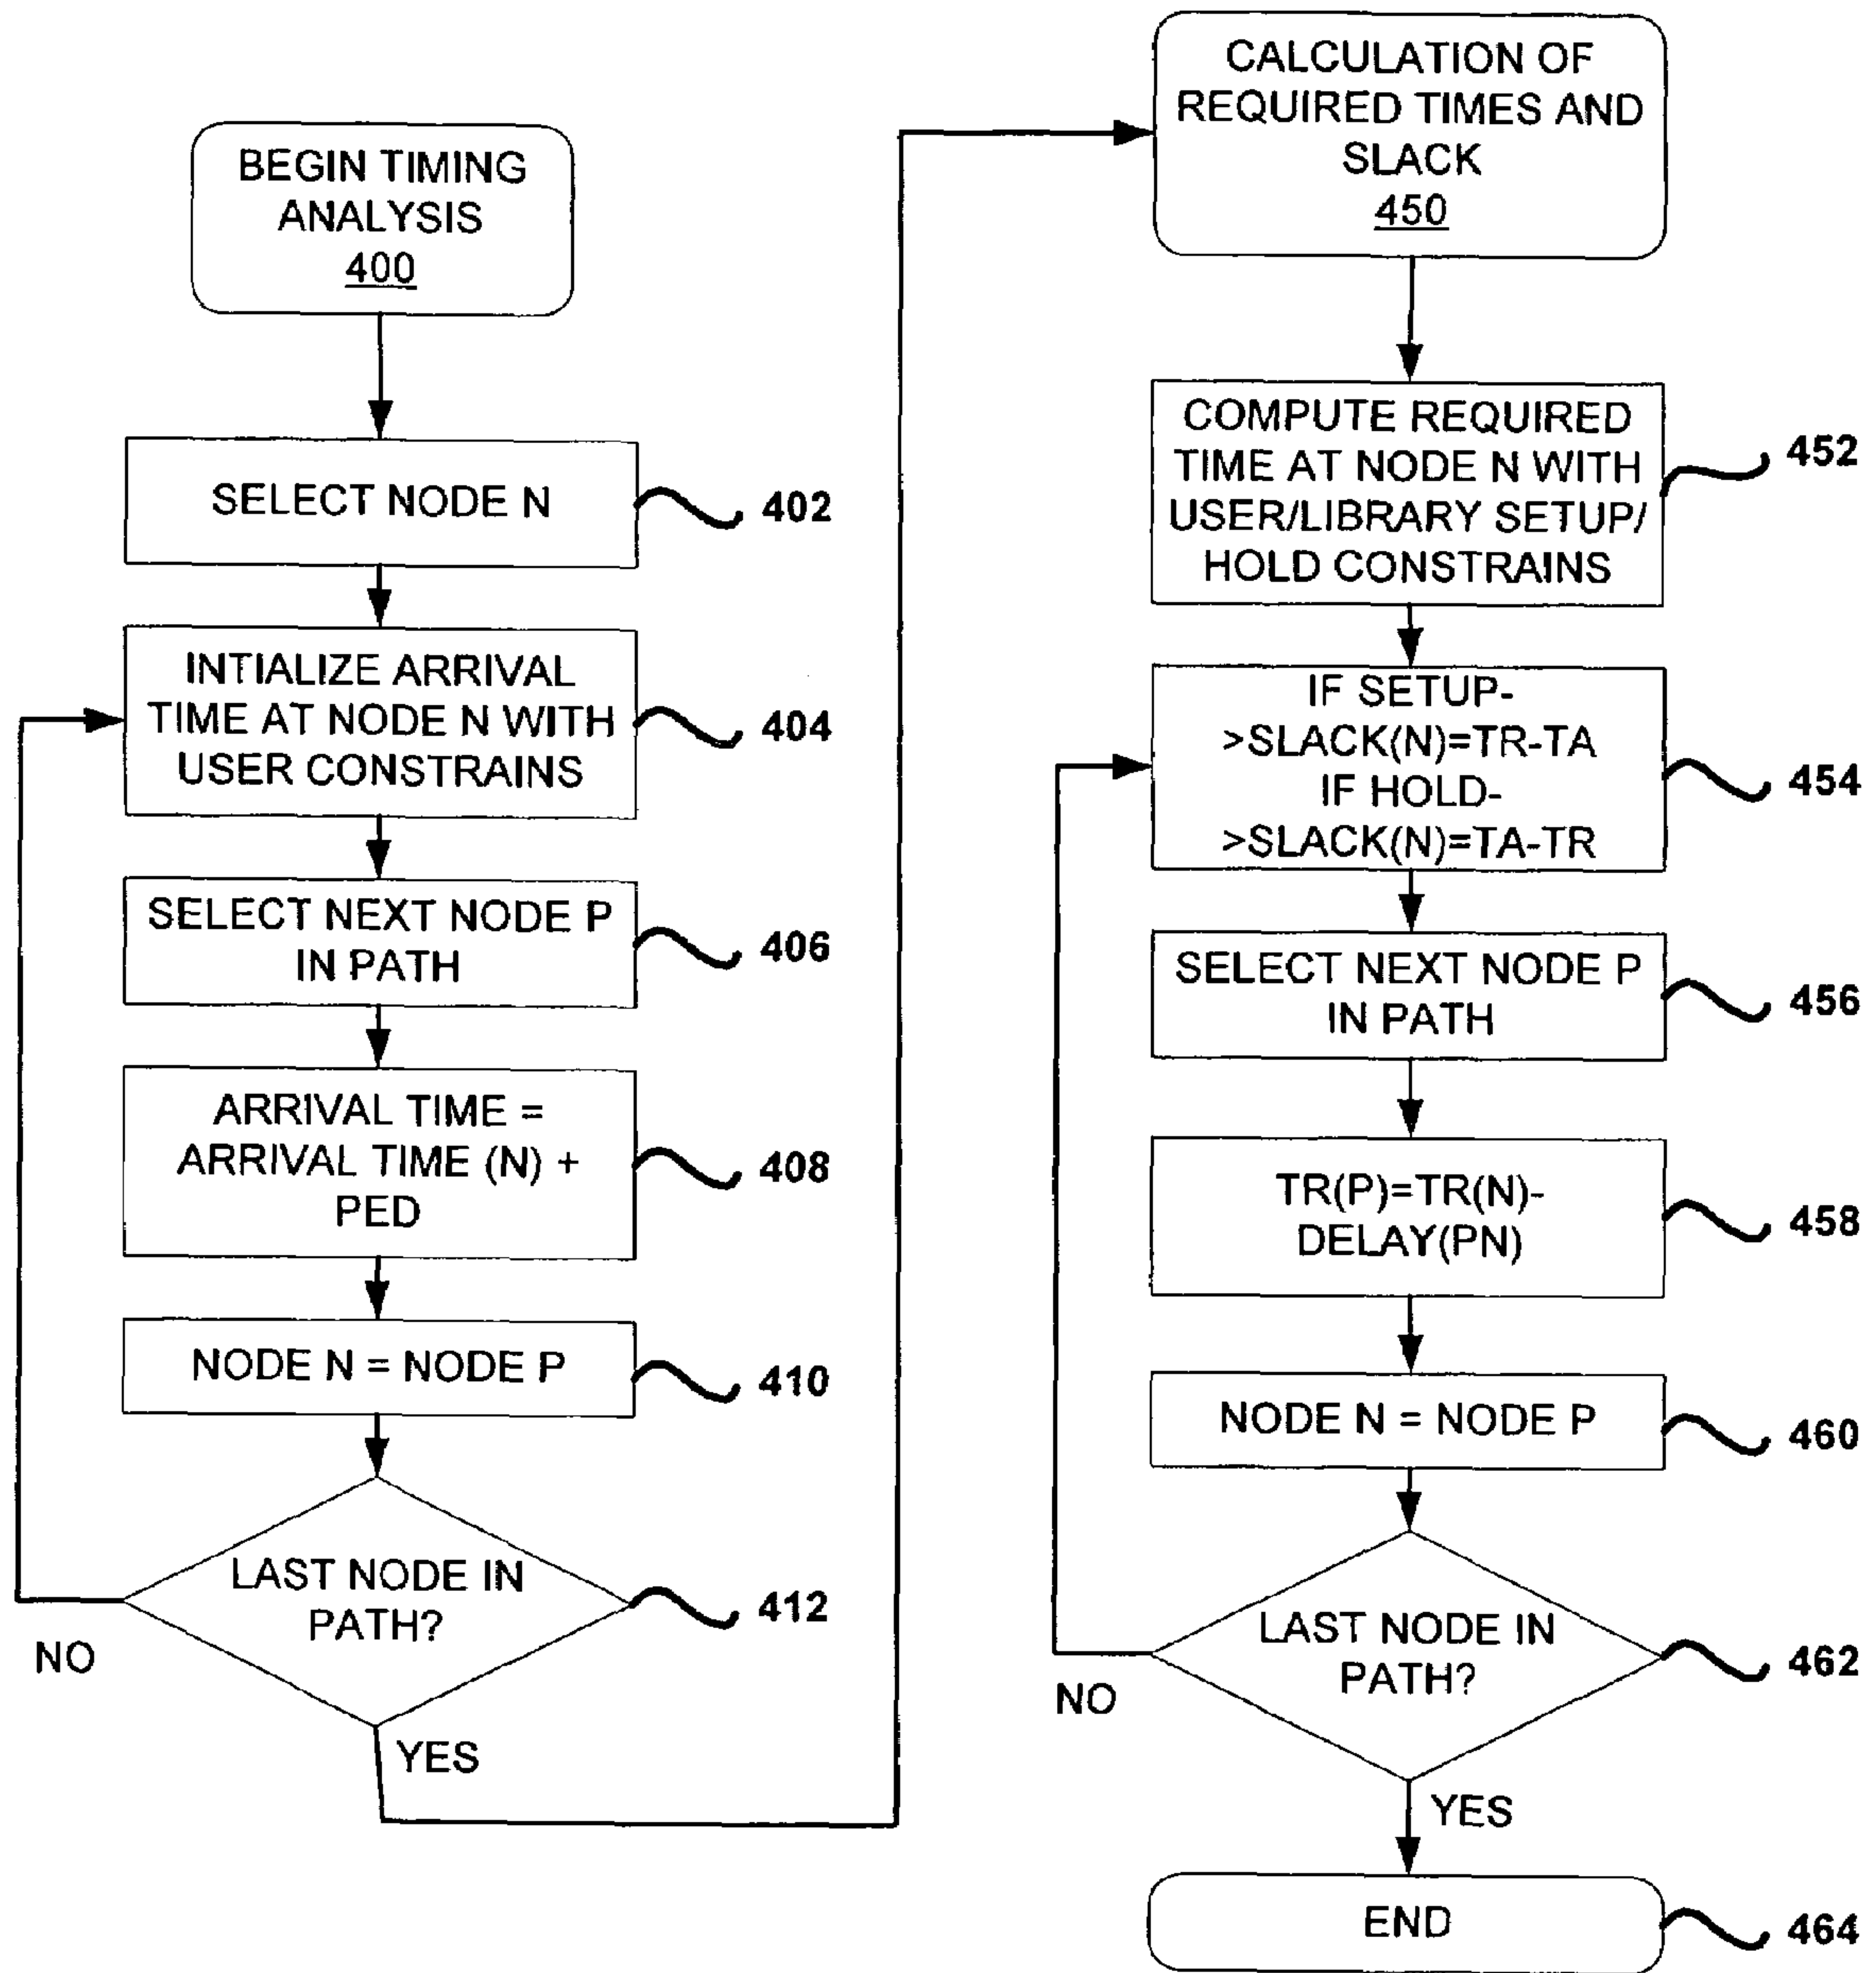 BEGIN TIMING
ANALYSIS
400
SELECT NODE N
402
INTIALIZE ARRIVAL
TIME AT NODE N WITH
USER CONSTRAINS
404
SELECT NEXT NODE P
IN PATH
406
ARRIVAL TIME =
ARRIVAL TIME (N) +
PED
408
NODE N = NODE P
410
LAST NODE IN
PATH?
412
NO
YES
CALCULATION OF
REQUIRED TIMES AND
SLACK
450
COMPUTE REQUIRED
TIME AT NODE N WITH
USER/LIBRARY SETUP/
HOLD CONSTRAINS
452
IF SETUP-
>SLACK(N)=TR-TA
IF HOLD-
>SLACK(N)=TA-TR
454
SELECT NEXT NODE P
IN PATH
456
TR(P)=TR(N)-
DELAY(PN)
458
NODE N = NODE P
460
LAST NODE IN
PATH?
462
NO
YES
END
464